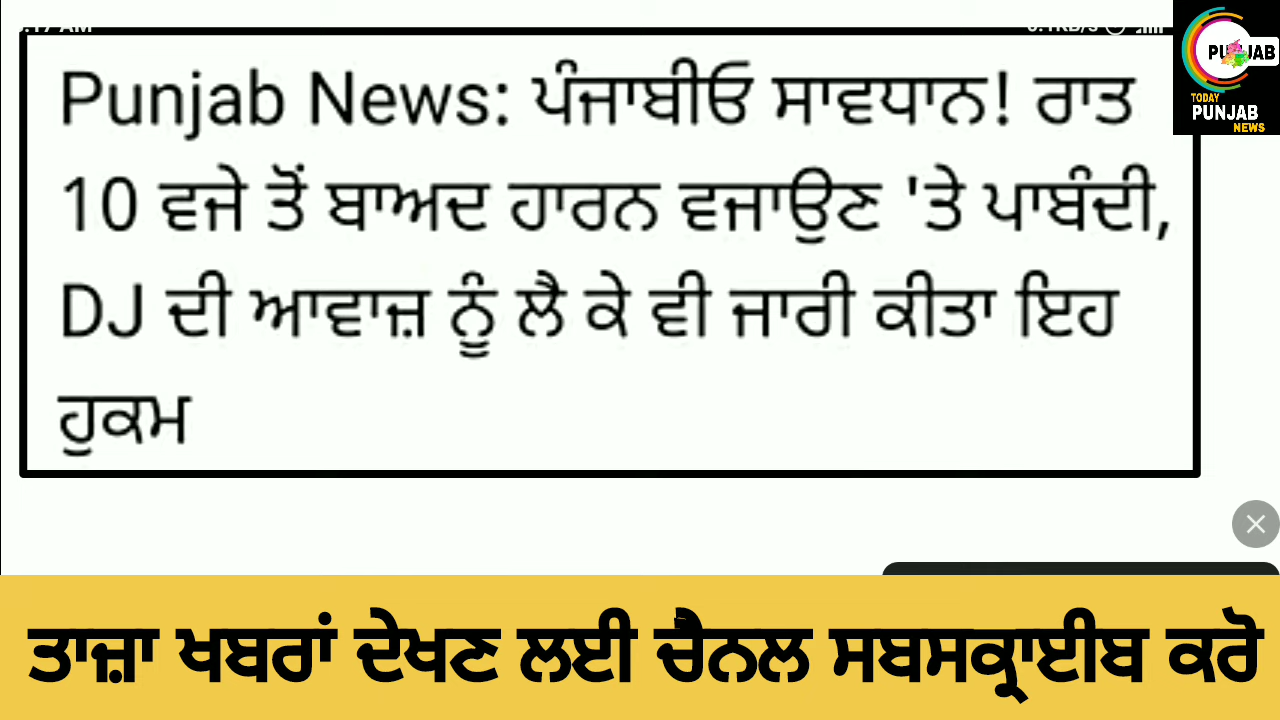 Punjab News: ਪੰਜਾਬੀਓ ਸਾਵਧਾਨ! ਰਾਤ
10 ਵਜੇ ਤੋਂ ਬਾਅਦ ਹਾਰਨ ਵਜਾਉਣ 'ਤੇ ਪਾਬੰਦੀ,
DJ ਦੀ ਆਵਾਜ਼ ਨੂੰ ਲੈ ਕੇ ਵੀ ਜਾਰੀ ਕੀਤਾ ਇਹ
ਹੁਕਮ
PUNJAB
TODAY
PUNJAB
NEWS
ਤਾਜ਼ਾ ਖਬਰਾਂ ਦੇਖਣ ਲਈ ਚੈਨਲ ਸਬਸਕ੍ਰਾਈਬ ਕਰੋ